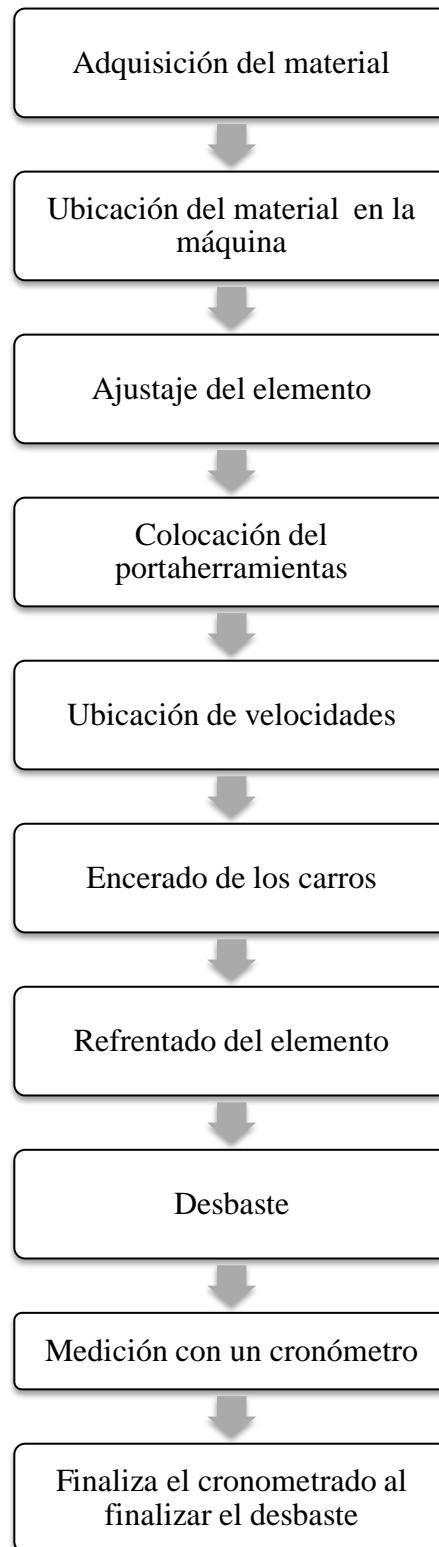 Adquisición del material
Ubicación del material en la
máquina
Ajustaje del elemento
Colocación del
portaherramientas
Ubicación de velocidades
Encerado de los carros
Refrentado del elemento
Desbaste
Medición con un cronómetro
Finaliza el cronometrado al
finalizar el desbaste